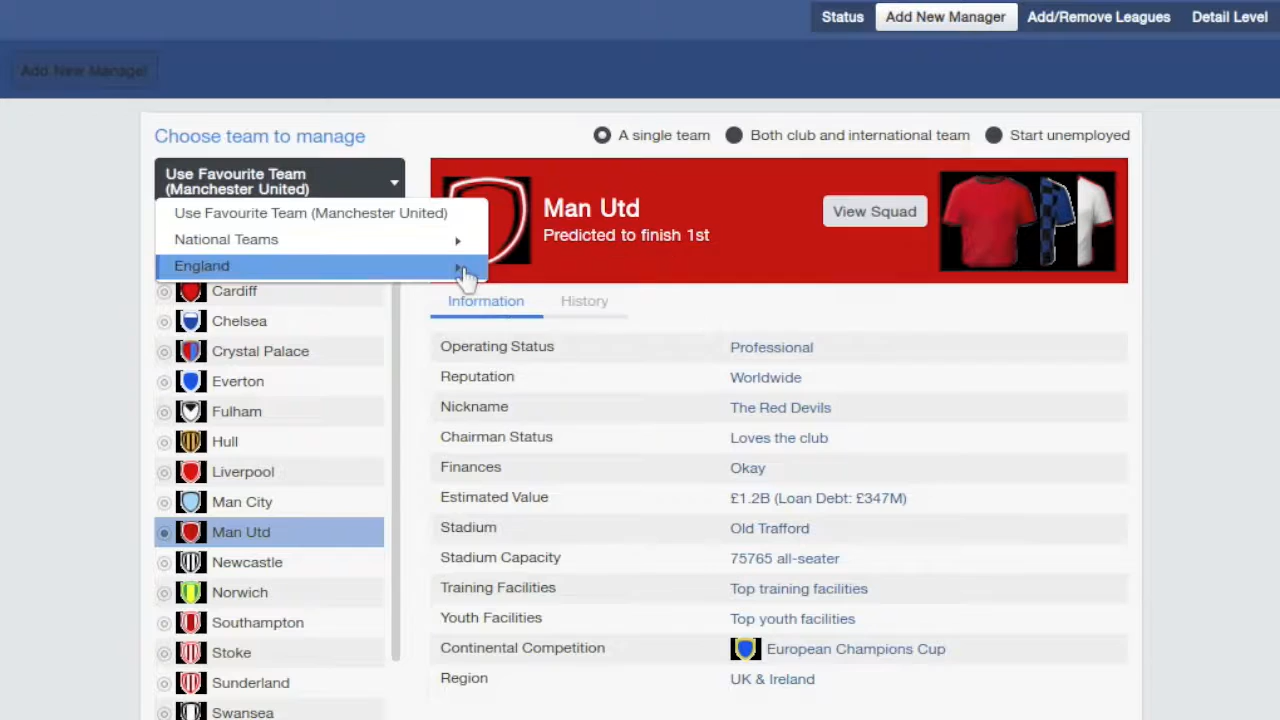 Status
Add New Manager
Add/Remove Leagues
Detail Level
Add New Manager
Choose team to manage
A single team
Both club and international team
Start unemployed
Use Favourite Team
(Manchester United)
Use Favourite Team (Manchester United)
National Teams
England
Cardiff
Chelsea
Crystal Palace
Everton
Fulham
Hull
Liverpool
Man City
Man Utd
Newcastle
Norwich
Southampton
Stoke
Sunderland
Swansea
Man Utd
Predicted to finish 1st
View Squad
Information
History
Operating Status Professional
Reputation Worldwide
Nickname The Red Devils
Chairman Status Loves the club
Finances Okay
Estimated Value £1.2B (Loan Debt: £347M)
Stadium Old Trafford
Stadium Capacity 75765 all-seater
Training Facilities Top training facilities
Youth Facilities Top youth facilities
Continental Competition European Champions Cup
Region UK & Ireland